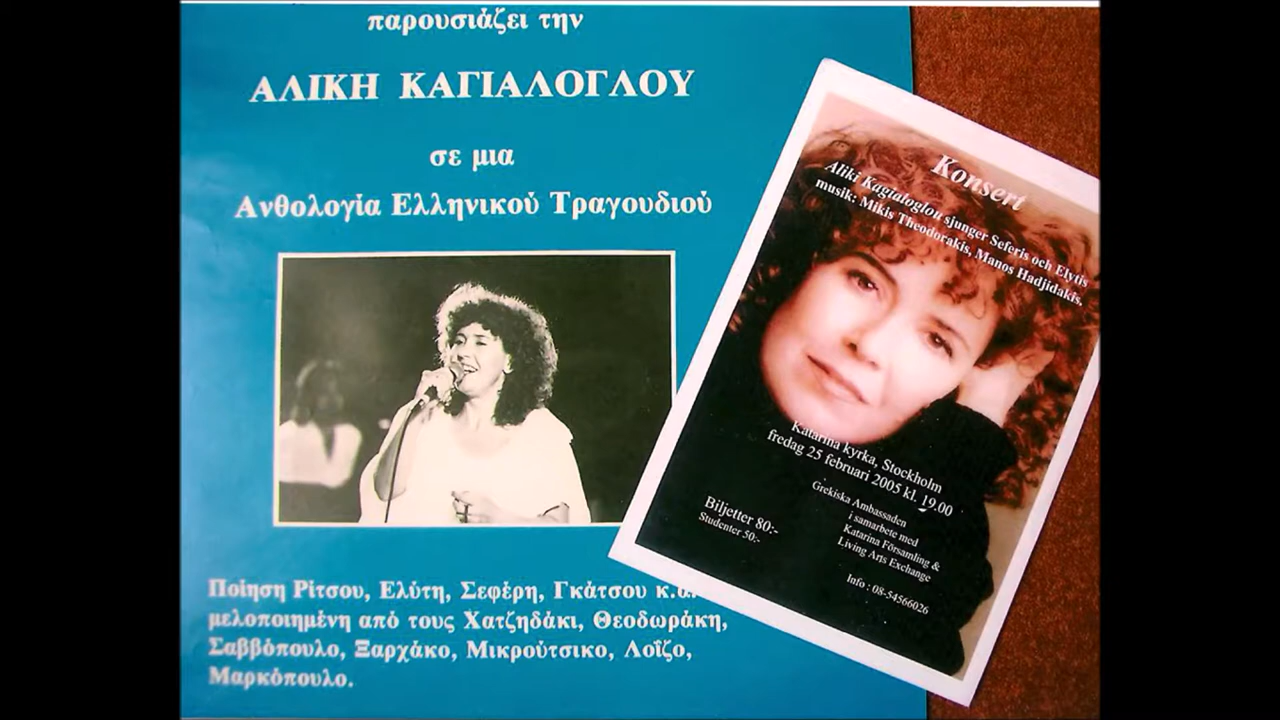 παρουσιάζει την
ΑΛΙΚΗ ΚΑΓΙΑΛΟΓΛΟΥ
σε μια
Ανθολογία Ελληνικού Τραγουδιού
Ποίηση Ρίτσου, Ελύτη, Σεφέρη, Γκάτσου κ.α.
μελοποιημένη από τους Χατζηδάκι, Θεοδωράκη,
Σαββόπουλο, Ξαρχάκο, Μικρούτσικο, Λοΐζο,
Μαρκόπουλο.
Konsert
Aliki Kagialoglou sjunger Seferis och Elytis
musik: Mikis Theodorakis, Manos Hadjidakis.
Katarina kyrka, Stockholm
fredag 25 februari 2005 kl. 19.00
Biljetter 80:-
Studenter 50:-
Grekiska Ambassaden
i samarbete med
Katarina Församling &
Living Arts Exchange
Info : 08-54566026